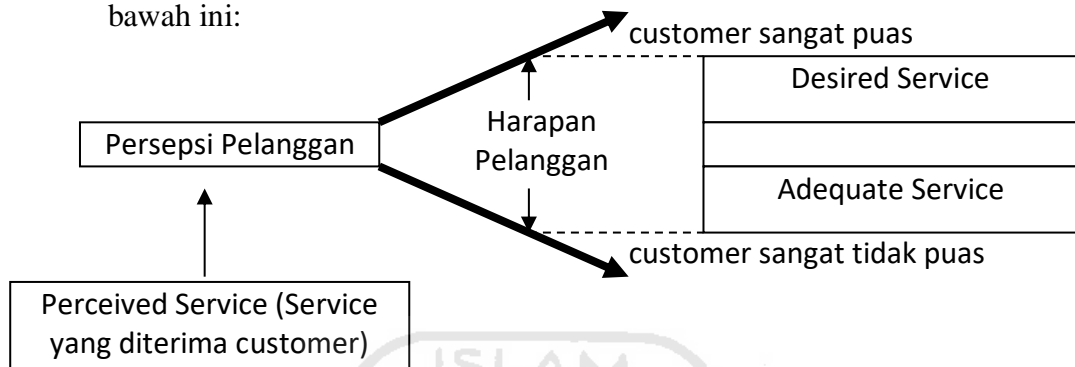 bawah ini:
customer sangat puas
Desired Service
Harapan
Pelanggan
Persepsi Pelanggan
Adequate Service
customer sangat tidak puas
Perceived Service (Service
yang diterima customer)
ISLAM